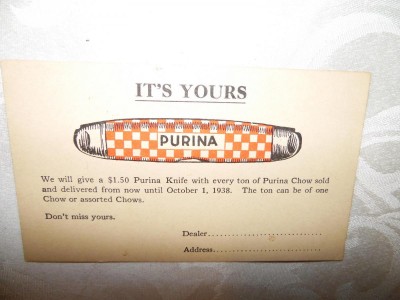 IT'S YOURS
PURINA
We will give a $1.50 Purina Knife with every ton of Purina Chow sold
and delivered from now until October 1, 1938. The ton can be of one
Chow or assorted Chows.
Don't miss yours.
Dealer
Address